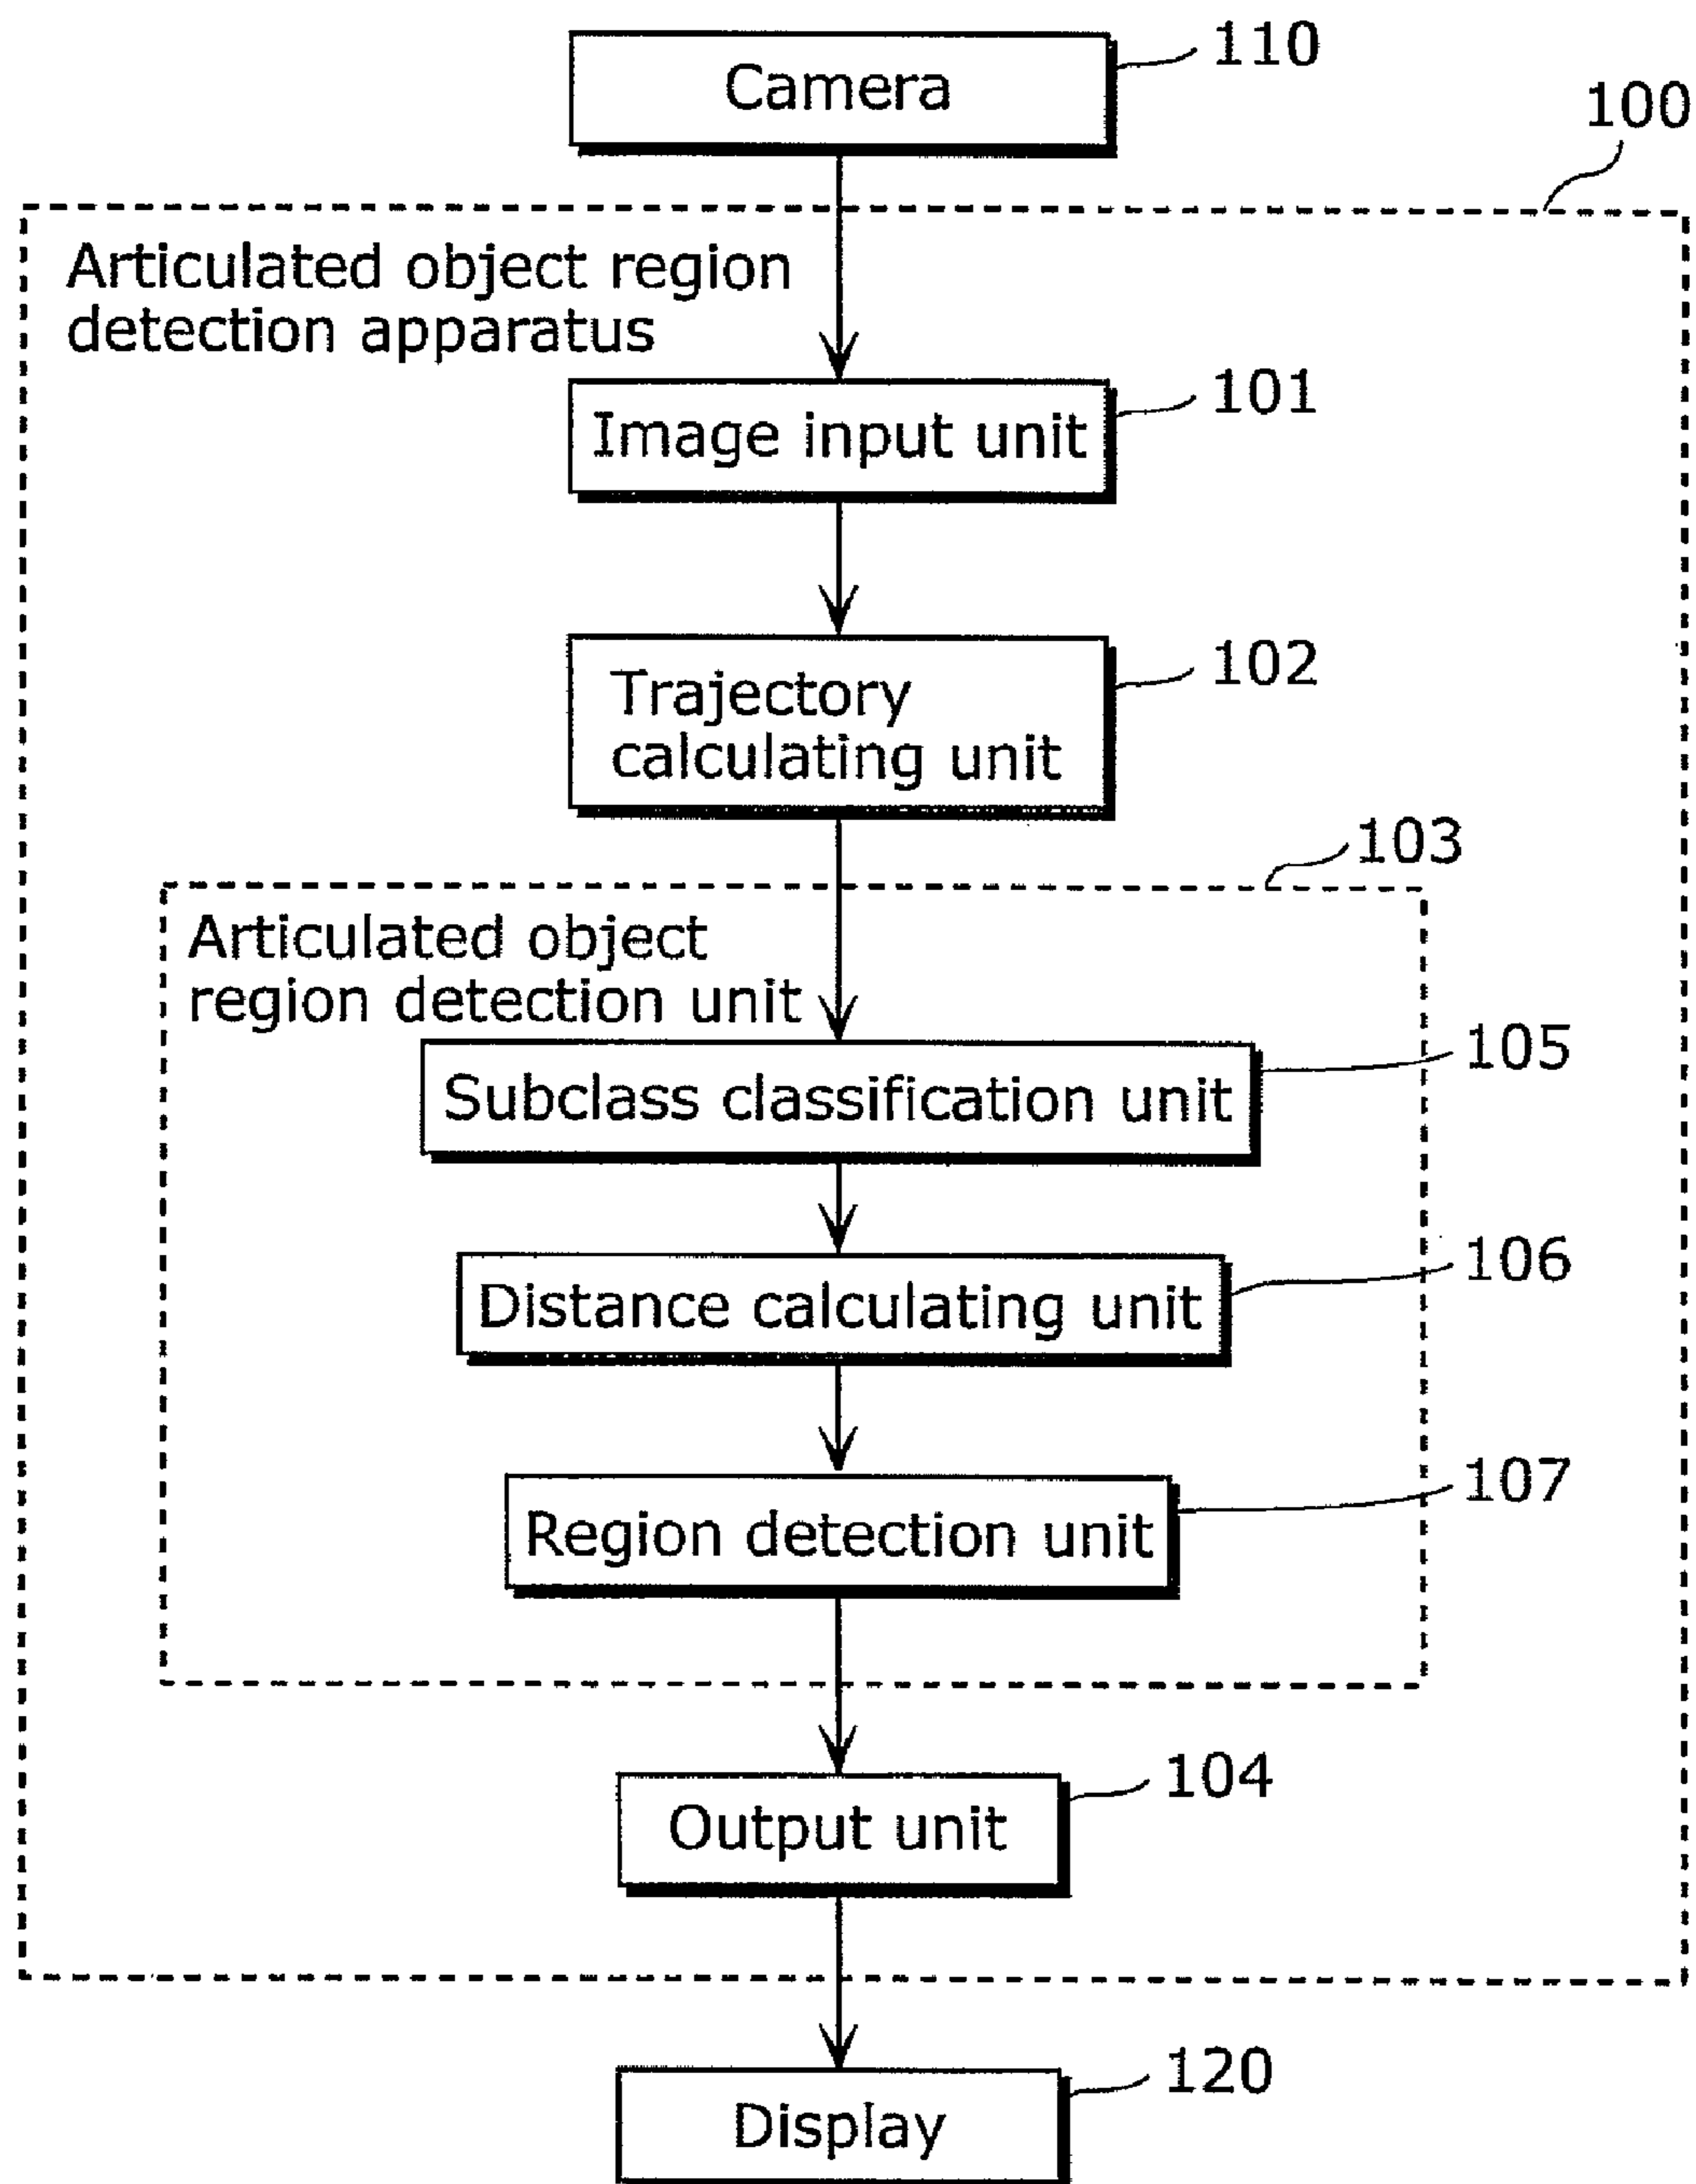 Camera
110
100
Articulated object region
detection apparatus
Image input unit
101
Trajectory
calculating unit
102
103
Articulated object
region detection unit
Subclass classification unit
105
Distance calculating unit
106
Region detection unit
107
Output unit
104
Display
120